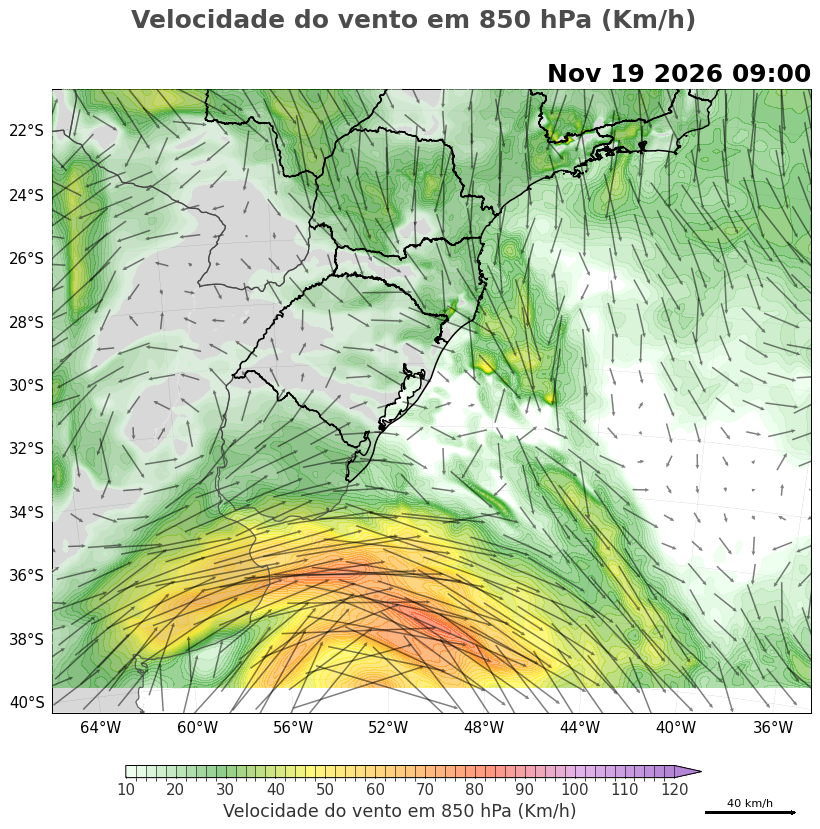 Velocidade do vento em 850 hPa (Km/h)
Nov 19 2026 09:00
22°S
24°S
26°S
28°S
30°S
32°S
34°S
36°S
38°S
40°S
64°W 60°W 56°W 52°W 48°W 44°W 40°W 36°W
10 20 30 40 50 60 70 80 90 100 110 120
Velocidade do vento em 850 hPa (Km/h)
40 km/h